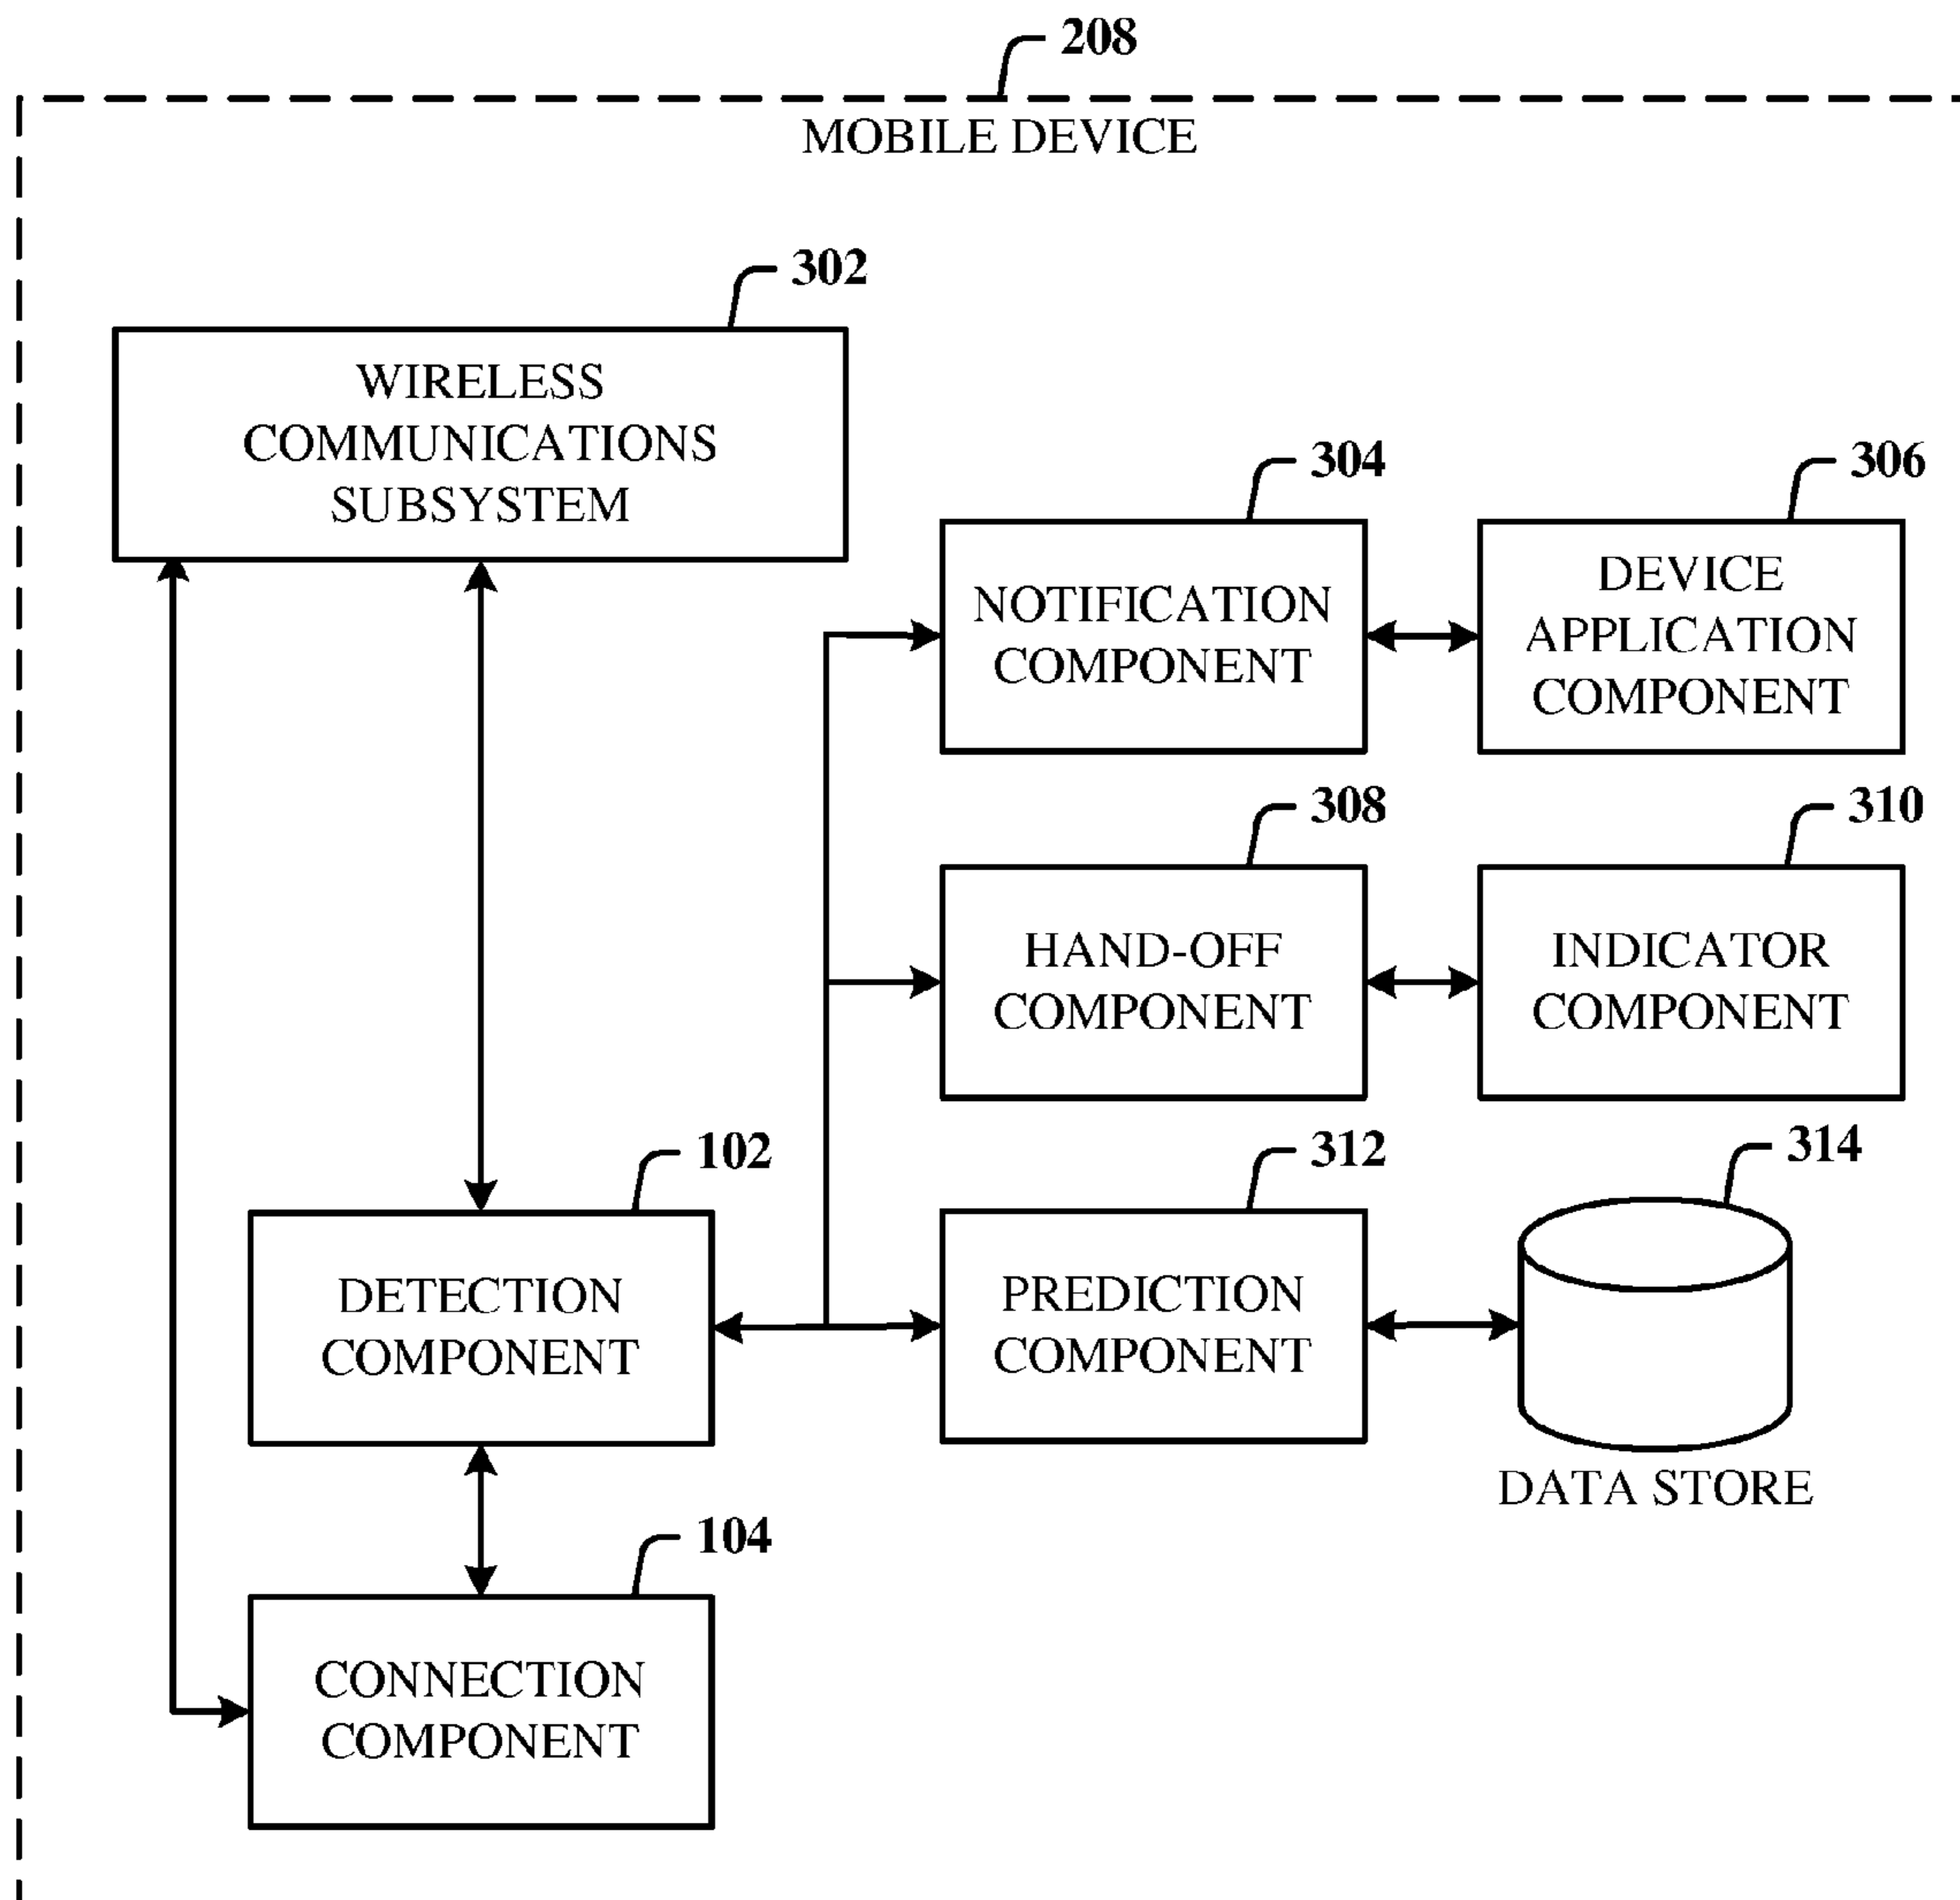 208
MOBILE DEVICE
302
WIRELESS
COMMUNICATIONS
SUBSYSTEM
304
NOTIFICATION
COMPONENT
306
DEVICE
APPLICATION
COMPONENT
308
HAND-OFF
COMPONENT
310
INDICATOR
COMPONENT
102
DETECTION
COMPONENT
312
PREDICTION
COMPONENT
314
DATA STORE
104
CONNECTION
COMPONENT